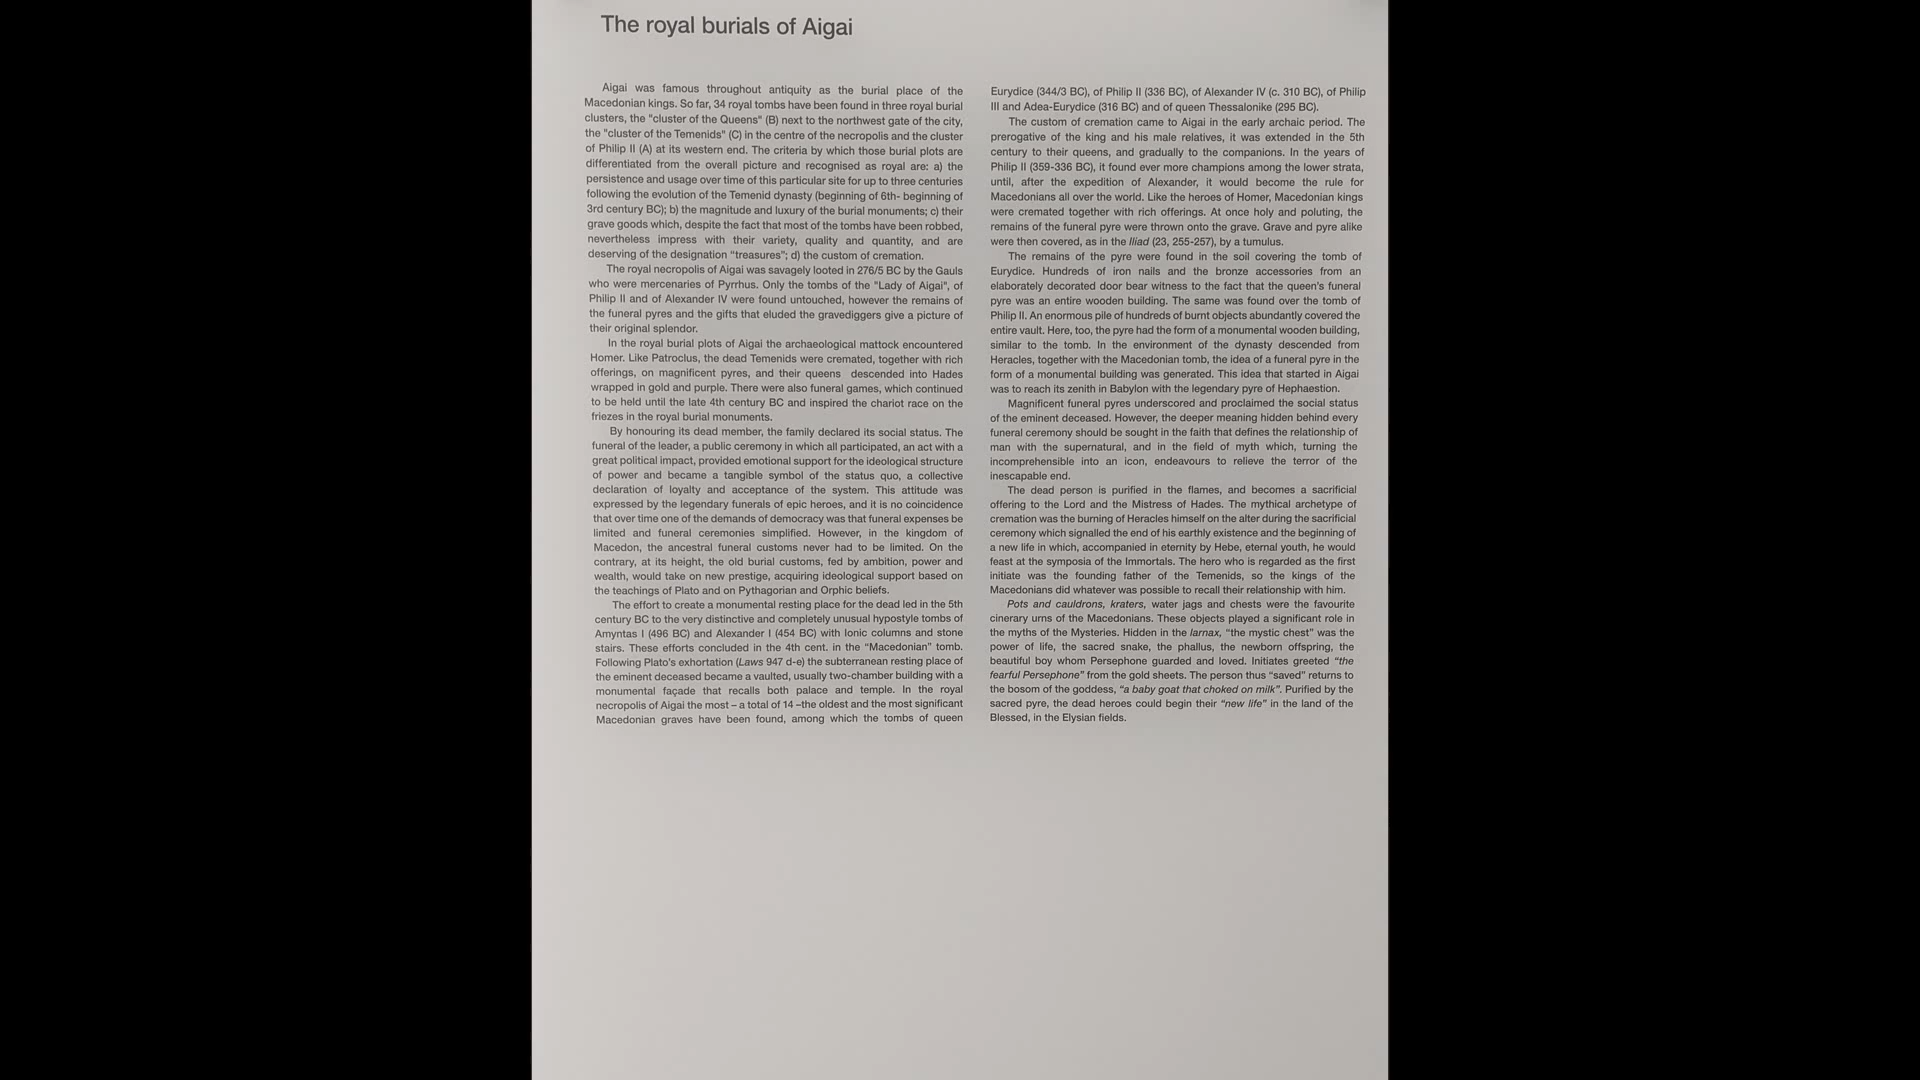 The royal burials of Aigai
Aigai was famous throughout antiquity as the burial place of the
Macedonian kings. So far, 34 royal tombs have been found in three royal burial
clusters, the "cluster of the Queens" (B) next to the northwest gate of the city,
the "cluster of the Temenids" (C) in the centre of the necropolis and the cluster
of Philip II (A) at its western end. The criteria by which those burial plots are
differentiated from the overall picture and recognised as royal are: a) the
persistence and usage over time of this particular site for up to three centuries
following the evolution of the Temenid dynasty (beginning of 6th- beginning of
3rd century BC); b) the magnitude and luxury of the burial monuments; c) their
grave goods which, despite the fact that most of the tombs have been robbed,
nevertheless impress with their variety, quality and quantity, and are
deserving of the designation “treasures”; d) the custom of cremation.
The royal necropolis of Aigai was savagely looted in 276/5 BC by the Gauls
who were mercenaries of Pyrrhus. Only the tombs of the "Lady of Aigai", of
Philip II and of Alexander IV were found untouched, however the remains of
the funeral pyres and the gifts that eluded the gravediggers give a picture of
their original splendor.
In the royal burial plots of Aigai the archaeological mattock encountered
Homer. Like Patroclus, the dead Temenids were cremated, together with rich
offerings, on magnificent pyres, and their queens descended into Hades
wrapped in gold and purple. There were also funeral games, which continued
to be held until the late 4th century BC and inspired the chariot race on the
friezes in the royal burial monuments.
By honouring its dead member, the family declared its social status. The
funeral of the leader, a public ceremony in which all participated, an act with a
great political impact, provided emotional support for the ideological structure
of power and became a tangible symbol of the status quo, a collective
declaration of loyalty and acceptance of the system. This attitude was
expressed by the legendary funerals of epic heroes, and it is no coincidence
that over time one of the demands of democracy was that funeral expenses be
limited and funeral ceremonies simplified. However, in the kingdom of
Macedon, the ancestral funeral customs never had to be limited. On the
contrary, at its height, the old burial customs, fed by ambition, power and
wealth, would take on new prestige, acquiring ideological support based on
the teachings of Plato and on Pythagorian and Orphic beliefs.
The effort to create a monumental resting place for the dead led in the 5th
century BC to the very distinctive and completely unusual hypostyle tombs of
Amyntas I (496 BC) and Alexander I (454 BC) with Ionic columns and stone
stairs. These efforts concluded in the 4th cent. in the “Macedonian” tomb.
Following Plato’s exhortation (Laws 947 d-e) the subterranean resting place of
the eminent deceased became a vaulted, usually two-chamber building with a
monumental façade that recalls both palace and temple. In the royal
necropolis of Aigai the most – a total of 14 –the oldest and the most significant
Macedonian graves have been found, among which the tombs of queen
Eurydice (344/3 BC), of Philip II (336 BC), of Alexander IV (c. 310 BC), of Philip
III and Adea-Eurydice (316 BC) and of queen Thessalonike (295 BC).
The custom of cremation came to Aigai in the early archaic period. The
prerogative of the king and his male relatives, it was extended in the 5th
century to their queens, and gradually to the companions. In the years of
Philip II (359-336 BC), it found ever more champions among the lower strata,
until, after the expedition of Alexander, it would become the rule for
Macedonians all over the world. Like the heroes of Homer, Macedonian kings
were cremated together with rich offerings. At once holy and poluting, the
remains of the funeral pyre were thrown onto the grave. Grave and pyre alike
were then covered, as in the Iliad (23, 255-257), by a tumulus.
The remains of the pyre were found in the soil covering the tomb of
Eurydice. Hundreds of iron nails and the bronze accessories from an
elaborately decorated door bear witness to the fact that the queen’s funeral
pyre was an entire wooden building. The same was found over the tomb of
Philip II. An enormous pile of hundreds of burnt objects abundantly covered the
entire vault. Here, too, the pyre had the form of a monumental wooden building,
similar to the tomb. In the environment of the dynasty descended from
Heracles, together with the Macedonian tomb, the idea of a funeral pyre in the
form of a monumental building was generated. This idea that started in Aigai
was to reach its zenith in Babylon with the legendary pyre of Hephaestion.
Magnificent funeral pyres underscored and proclaimed the social status
of the eminent deceased. However, the deeper meaning hidden behind every
funeral ceremony should be sought in the faith that defines the relationship of
man with the supernatural, and in the field of myth which, turning the
incomprehensible into an icon, endeavours to relieve the terror of the
inescapable end.
The dead person is purified in the flames, and becomes a sacrificial
offering to the Lord and the Mistress of Hades. The mythical archetype of
cremation was the burning of Heracles himself on the alter during the sacrificial
ceremony which signalled the end of his earthly existence and the beginning of
a new life in which, accompanied in eternity by Hebe, eternal youth, he would
feast at the symposia of the Immortals. The hero who is regarded as the first
initiate was the founding father of the Temenids, so the kings of the
Macedonians did whatever was possible to recall their relationship with him.
Pots and cauldrons, kraters, water jags and chests were the favourite
cinerary urns of the Macedonians. These objects played a significant role in
the myths of the Mysteries. Hidden in the larnax, “the mystic chest” was the
power of life, the sacred snake, the phallus, the newborn offspring, the
beautiful boy whom Persephone guarded and loved. Initiates greeted “the
fearful Persephone” from the gold sheets. The person thus “saved” returns to
the bosom of the goddess, “a baby goat that choked on milk”. Purified by the
sacred pyre, the dead heroes could begin their “new life” in the land of the
Blessed, in the Elysian fields.